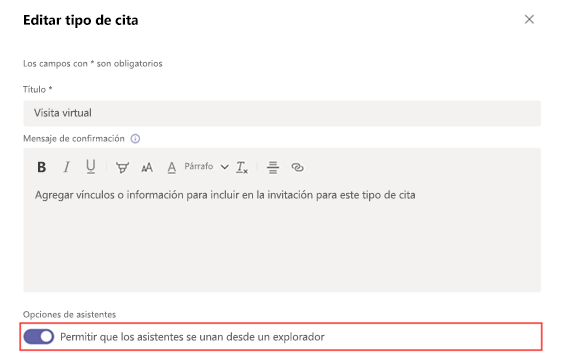 Editar tipo de cita
Los campos con * son obligatorios
Título *
Visita virtual
Mensaje de confirmación
B I U A A Párrafo Tx
Agregar vínculos o información para incluir en la invitación para este tipo de cita
Opciones de asistentes
Permitir que los asistentes se unan desde un explorador